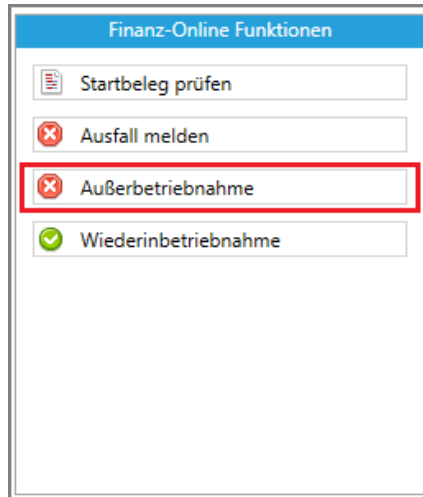 Finanz-Online Funktionen
Startbeleg prüfen
Ausfall melden
Außerbetriebnahme
Wiederinbetriebnahme